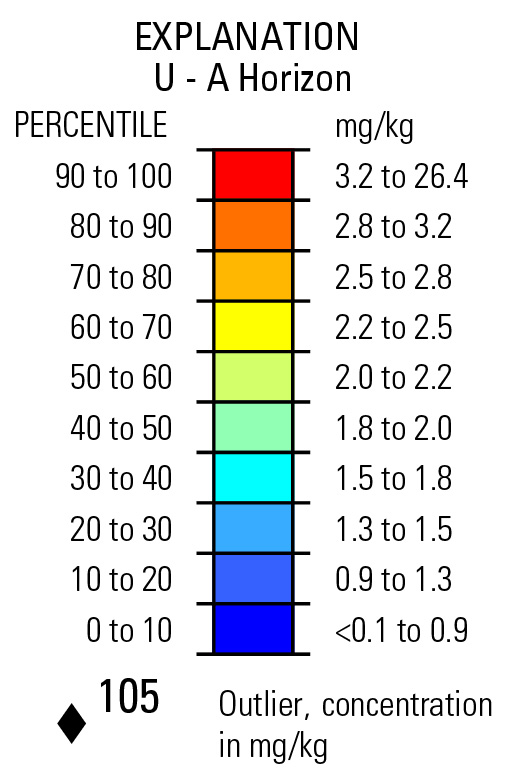 EXPLANATION
U - A Horizon
PERCENTILE mg/kg
90 to 100 3.2 to 26.4
80 to 90 2.8 to 3.2
70 to 80 2.5 to 2.8
60 to 70 2.2 to 2.5
50 to 60 2.0 to 2.2
40 to 50 1.8 to 2.0
30 to 40 1.5 to 1.8
20 to 30 1.3 to 1.5
10 to 20 0.9 to 1.3
0 to 10 <0.1 to 0.9
105 Outlier, concentration
in mg/kg